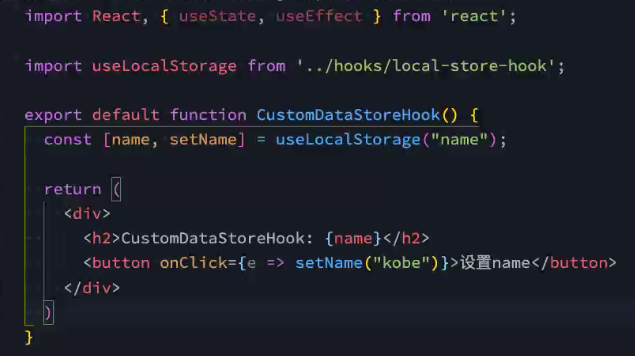 import React, { useState, useEffect } from 'react';
import useLocalStorage from '../hooks/local-store-hook';
export default function CustomDataStoreHook() {
const [name, setName] = useLocalStorage("name");
return (
<div>
<h2>CustomDataStoreHook: {name}</h2>
<button onClick={e => setName("kobe")}>设置name</button>
</div>
)
}